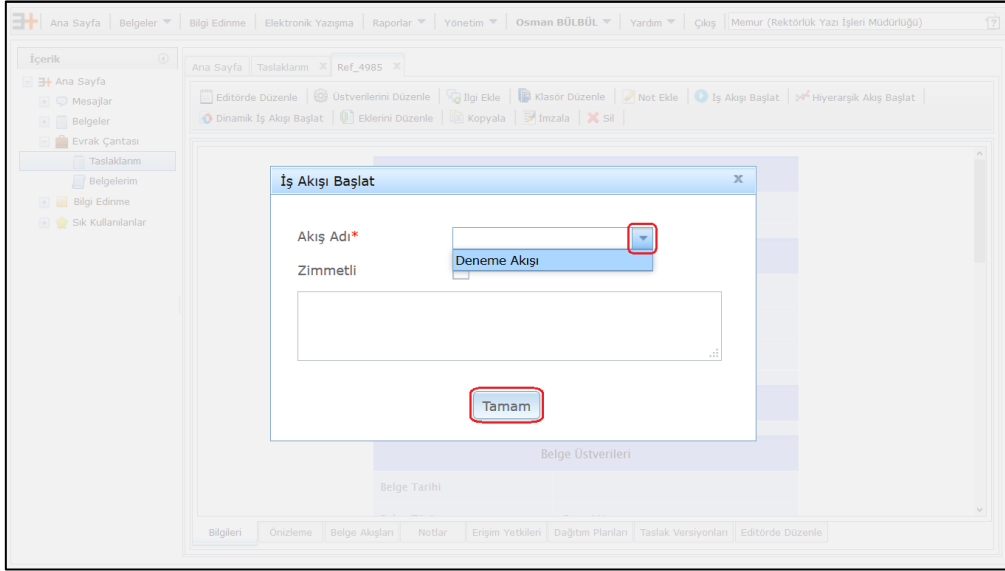 Ana Sayfa Belgeler Bilgi Edinme Elektronik Yazışma Raporlar Yönetim Osman BÜLBÜL Yardım Çıkış Memur (Rektörlük Yazı İşleri Müdürlüğü)
İçerik
Ana Sayfa
Mesajlar
Belgeler
Evrak Çantası
Taslaklarım
Belgelerim
Bilgi Edinme
Sık Kullanılanlar
Ana Sayfa Taslaklarım X Ref_4985 X
Editörde Düzenle Üstverilerini Düzenle İlgi Ekle Klasör Düzenle Not Ekle İş Akışı Başlat Hiyerarşik Akış Başlat
Dinamik İş Akışı Başlat Eklerini Düzenle Kopyala İmzala Sil
İş Akışı Başlat x
Akış Adı*
Deneme Akışı
Zimmetli
Tamam
Belge Üstverileri
Belge Tarihi
Bilgileri Önizleme Belge Akışları Notlar Erişim Yetkileri Dağıtım Planları Taslak Versiyonları Editörde Düzenle